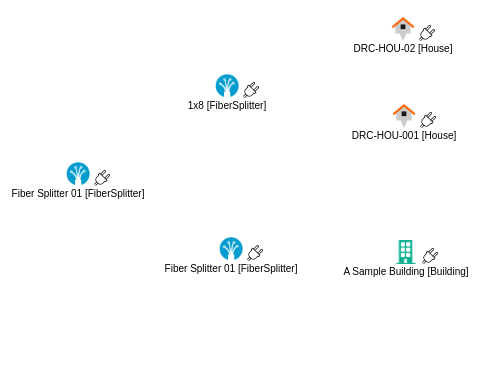 DRC-HOU-02 [House]
1x8 [FiberSplitter]
DRC-HOU-001 [House]
Fiber Splitter 01 [FiberSplitter]
Fiber Splitter 01 [FiberSplitter]
A Sample Building [Building]